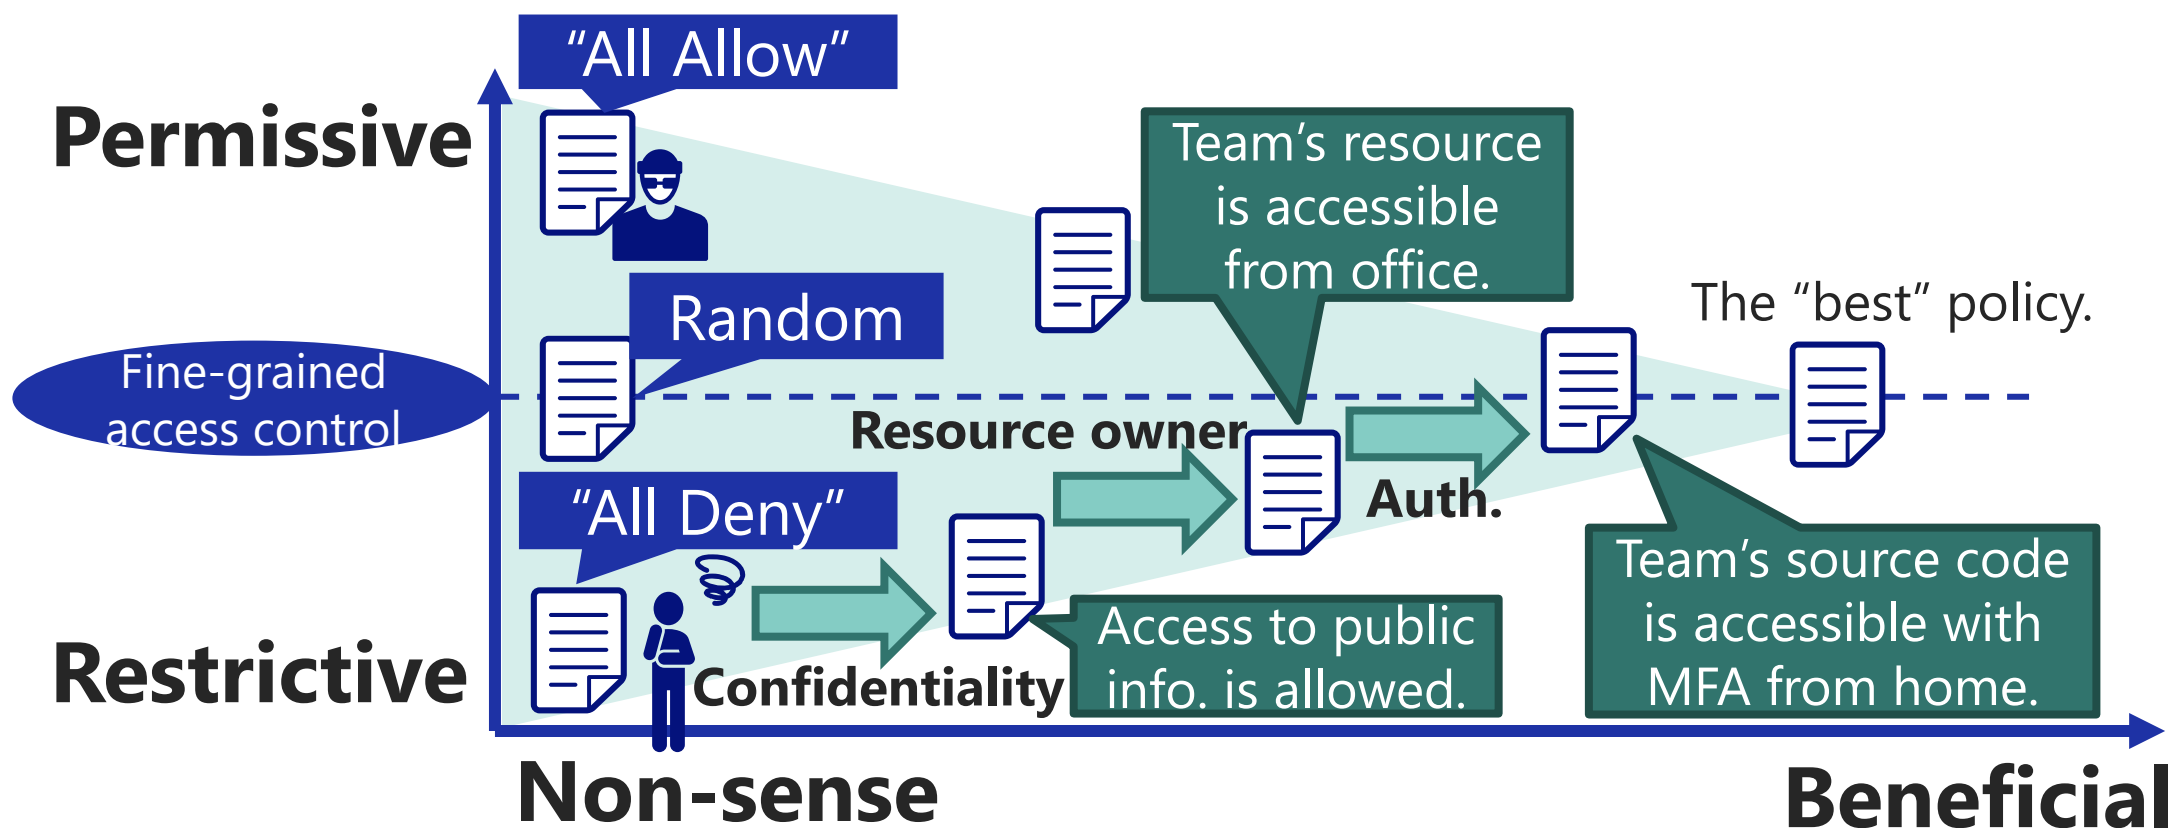 “All Allow”
Permissive
Team’s resource
is accessible
from office.
Random
The “best” policy.
Fine-grained
access control
Resource owner
“All Deny”
Auth.
Team’s source code
is accessible with
MFA from home.
Access to public
info. is allowed.
Restrictive
Confidentiality
Non-sense
Beneficial